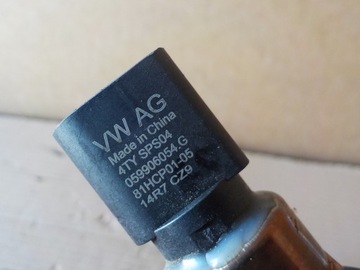 VW AG
Made in China
4TY SPS04
059906054.G
81HCP01-05
14R7 CZ9